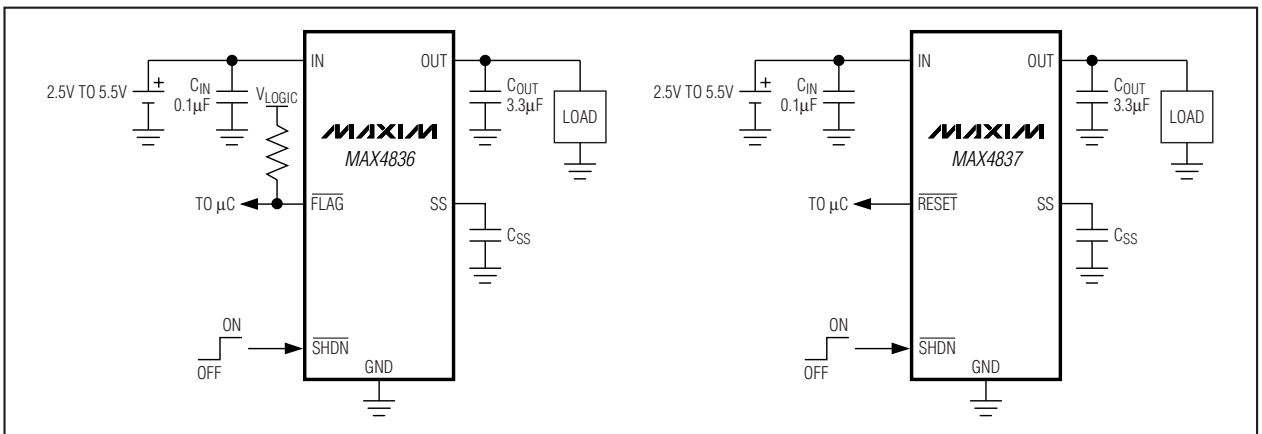 IN
OUT
2.5V TO 5.5V
+
CIN
0.1µF
VLOGIC
COUT
3.3µF
LOAD
MAXIM
MAX4836
TO µC
FLAG
SS
CSS
ON
OFF
SHDN
GND
IN
OUT
2.5V TO 5.5V
+
CIN
0.1µF
COUT
3.3µF
LOAD
MAXIM
MAX4837
TO µC
RESET
SS
CSS
ON
OFF
SHDN
GND